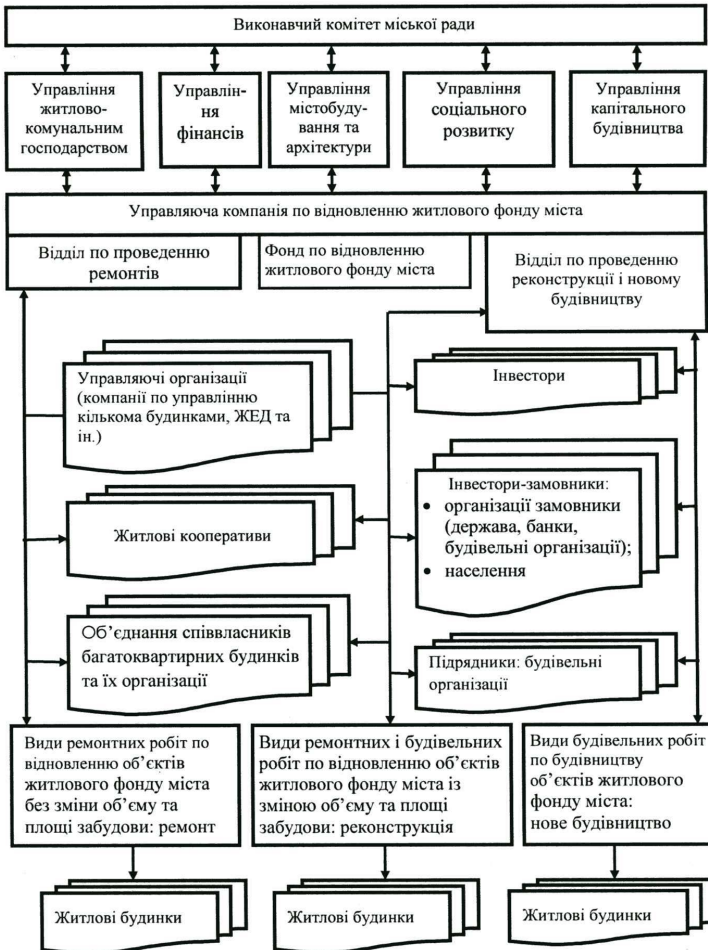 Виконавчий комітет міської ради
Управління
житлово-
комунальним
господарством
Управлін-
ня
фінансів
Управління
містобуду-
вання та
архітектури
Управління
соціального
розвитку
Управління
капітального
будівництва
Управляюча компанія по відновленню житлового фонду міста
Відділ по проведенню
ремонтів
Фонд по відновленню
житлового фонду міста
Відділ по проведенню
реконструкції і новому
будівництву
Управляючі організації
(компанії по управлінню
кількома будинками, ЖЕД та
ін.)
Інвестори
Житлові кооперативи
Інвестори-замовники:
• організації замовники
(держава, банки,
будівельні організації);
• населення
Об’єднання співвласників
багатоквартирних будинків
та їх організації
Підрядники: будівельні
організації
Види ремонтних робіт по
відновленню об’єктів
житлового фонду міста
без зміни об’єму та
площі забудови: ремонт
Види ремонтних і будівельних
робіт по відновленню об’єктів
житлового фонду міста із
зміною об’єму та площі
забудови: реконструкція
Види будівельних робіт
по будівництву
об’єктів житлового
фонду міста:
нове будівництво
Житлові будинки
Житлові будинки
Житлові будинки